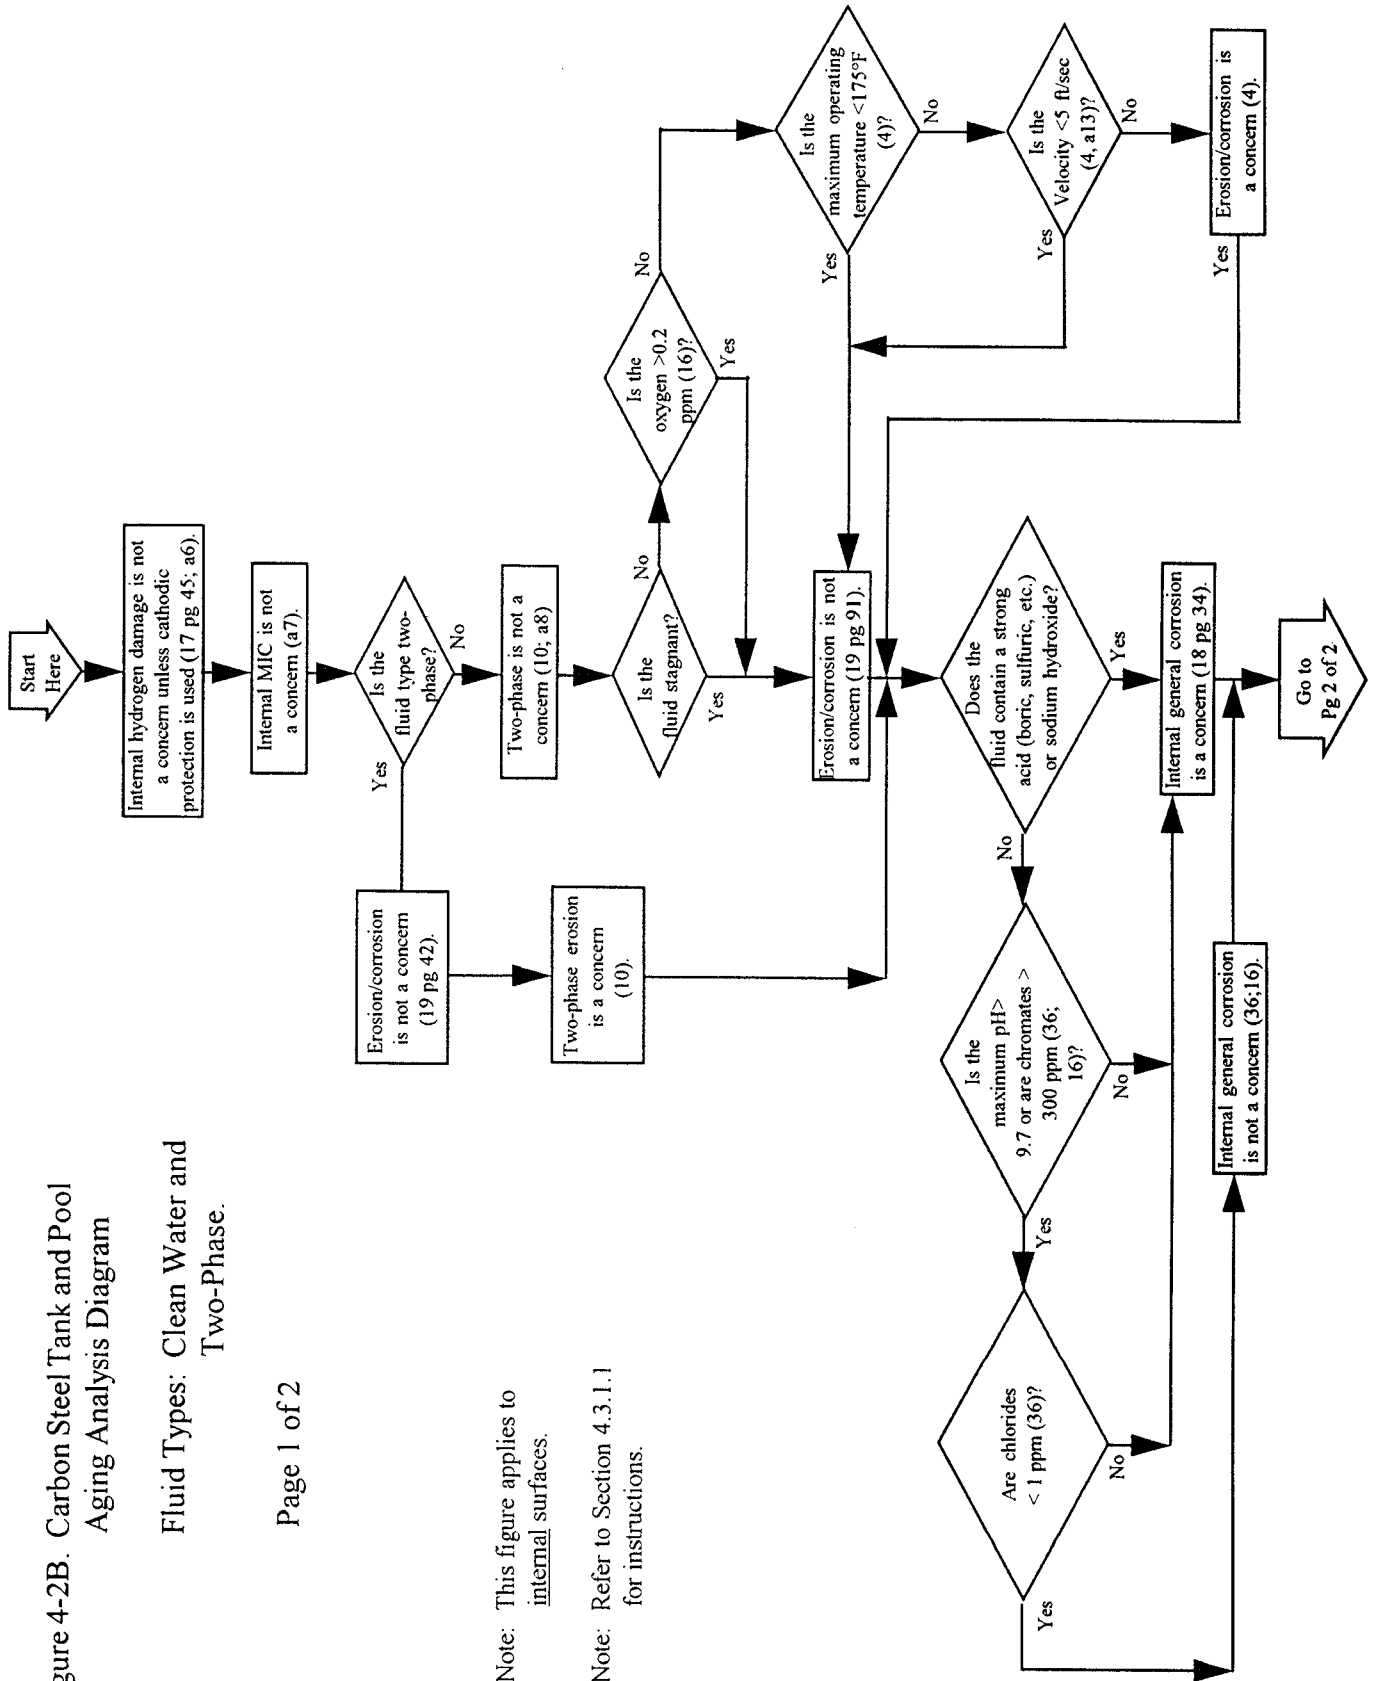 gure 4-2B. Carbon Steel Tank and Pool
Aging Analysis Diagram
Fluid Types: Clean Water and
Two-Phase.
Page 1 of 2
Note: This figure applies to
internal surfaces.
Note: Refer to Section 4.3.1.1
for instructions.
Start
Here
Internal hydrogen damage is not
a concern unless cathodic
protection is used (17 pg 45; a6).
Internal MIC is not
a concern (a7).
Is the
fluid type two-
phase?
Yes
No
Erosion/corrosion
is not a concern
(19 pg 42).
Two-phase erosion
is a concern
(10).
Two-phase is not a
concern (10; a8)
Is the
fluid stagnant?
No
Yes
Is the
oxygen >0.2
ppm (16)?
No
Yes
Is the
maximum operating
temperature <175°F
(4)?
Yes
No
Is the
Velocity <5 ft/sec
(4, a13)?
Yes
No
Erosion/corrosion is
a concern (4).
Yes
Erosion/corrosion is not
a concern (19 pg 91).
Does the
fluid contain a strong
acid (boric, sulfuric, etc.)
or sodium hydroxide?
No
Yes
Is the
maximum pH>
9.7 or are chromates >
300 ppm (36;
16)?
Yes
No
Are chlorides
< 1 ppm (36)?
Yes
No
Internal general corrosion
is a concern (18 pg 34).
Internal general corrosion
is not a concern (36;16).
Go to
Pg 2 of 2